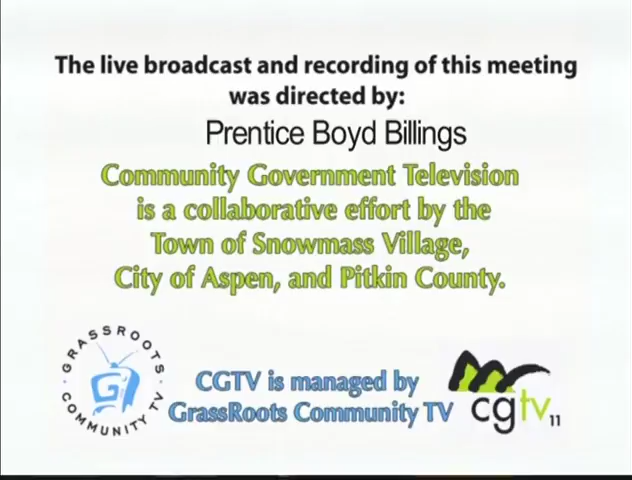 The live broadcast and recording of this meeting
was directed by:
Prentice Boyd Billings
Community Government Television
is a collaborative effort by the
Town of Snowmass Village,
City of Aspen, and Pitkin County.
GRASSROOTS
COMMUNITY TV
CGTV is managed by
GrassRoots Community TV
cgtv 11